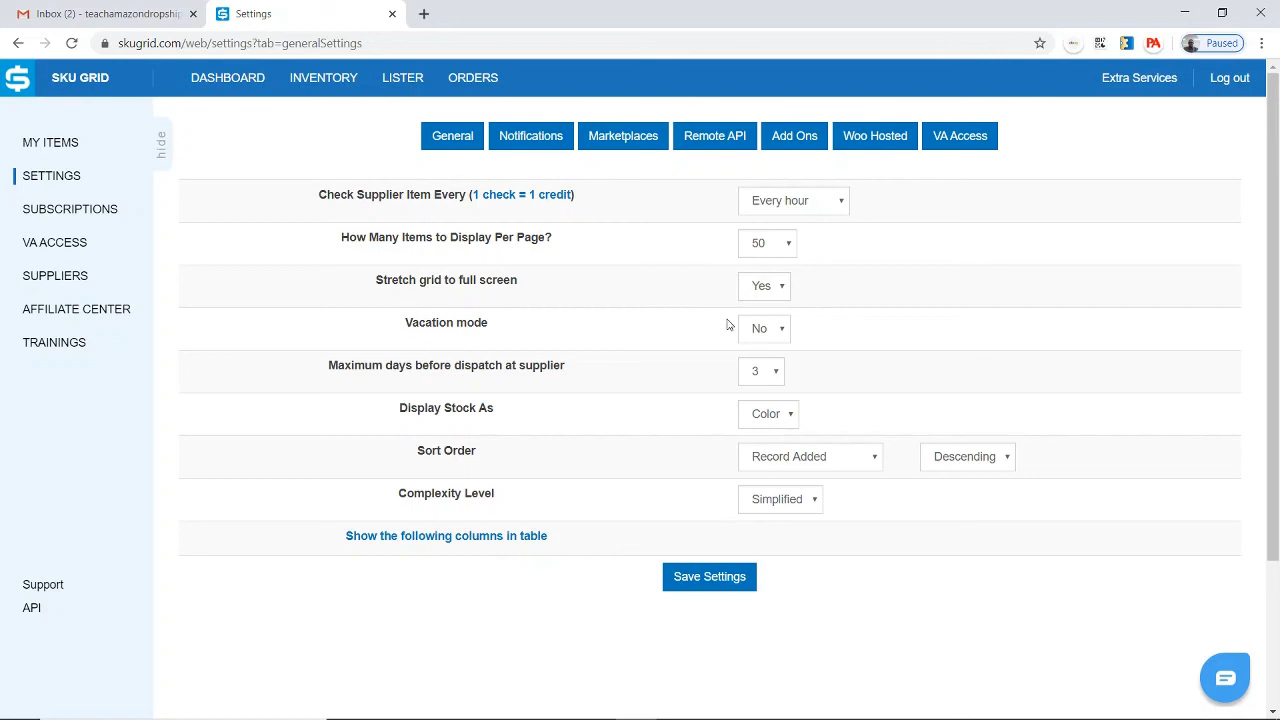 Inbox (2) - teachamazondropship
Settings
skugrid.com/web/settings?tab=generalSettings
PA
Paused
SKU GRID
DASHBOARD
INVENTORY
LISTER
ORDERS
Extra Services
Log out
hide
MY ITEMS
SETTINGS
SUBSCRIPTIONS
VA ACCESS
SUPPLIERS
AFFILIATE CENTER
TRAININGS
Support
API
General
Notifications
Marketplaces
Remote API
Add Ons
Woo Hosted
VA Access
Check Supplier Item Every (1 check = 1 credit)
Every hour
How Many Items to Display Per Page?
50
Stretch grid to full screen
Yes
Vacation mode
No
Maximum days before dispatch at supplier
3
Display Stock As
Color
Sort Order
Record Added
Descending
Complexity Level
Simplified
Show the following columns in table
Save Settings